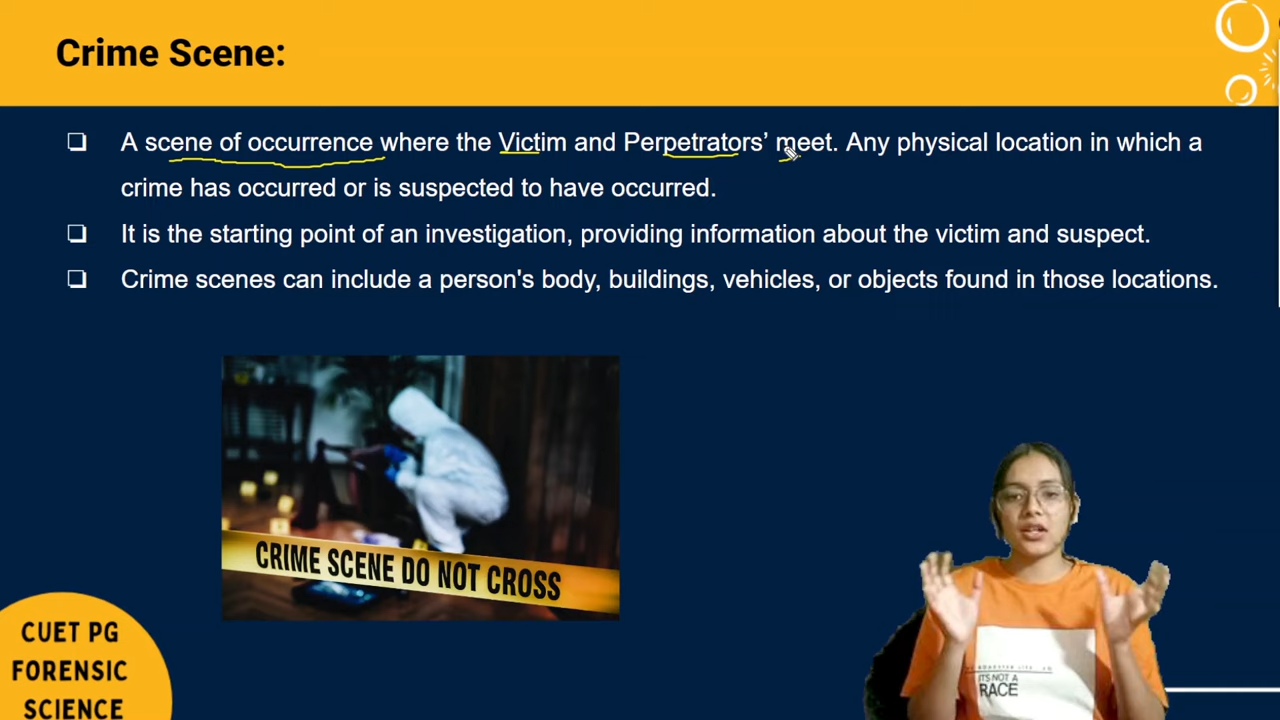 Crime Scene:
❑ A scene of occurrence where the Victim and Perpetrators’ meet. Any physical location in which a
crime has occurred or is suspected to have occurred.
❑ It is the starting point of an investigation, providing information about the victim and suspect.
❑ Crime scenes can include a person's body, buildings, vehicles, or objects found in those locations.
CRIME SCENE DO NOT CROSS
CUET PG
FORENSIC
SCIENCE
ITS NOT A
RACE